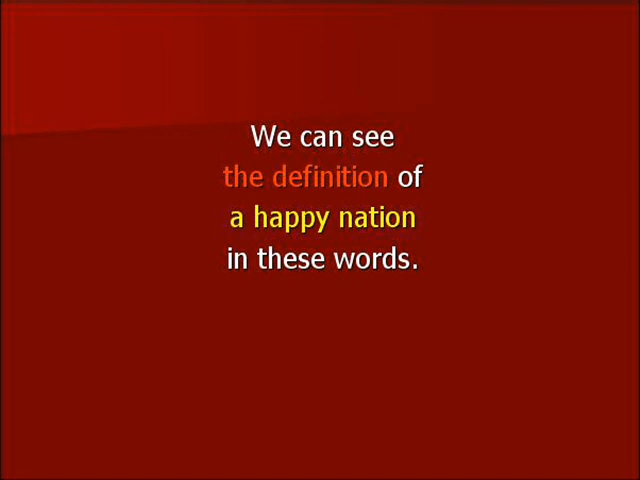 We can see
the definition of
a happy nation
in these words.